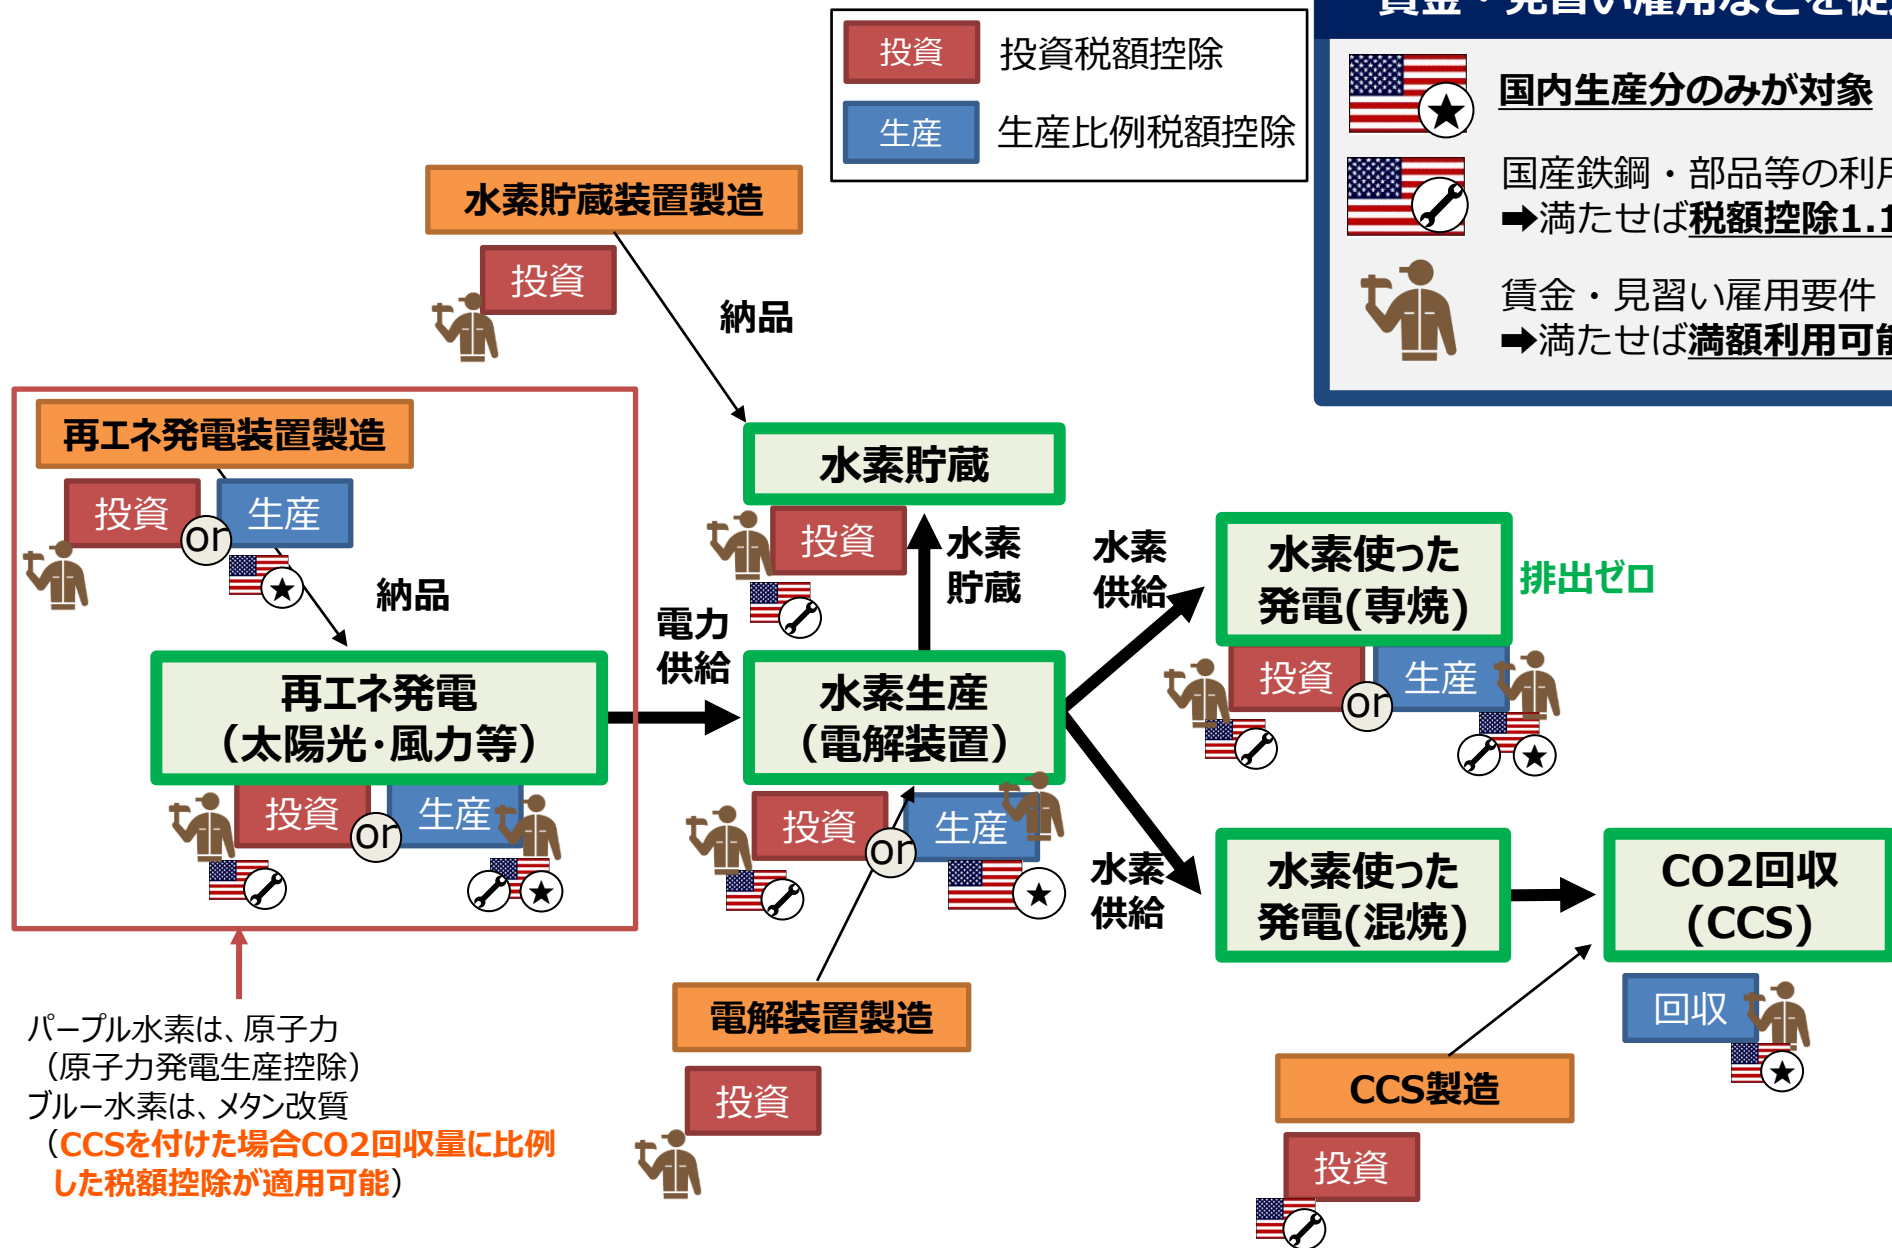 投資 投資税額控除
生産 生産比例税額控除
賃金・見習い雇用などを促
国内生産分のみが対象
国産鉄鋼・部品等の利用
➡満たせば税額控除1.1
賃金・見習い雇用要件
➡満たせば満額利用可能
水素貯蔵装置製造
投資
納品
再エネ発電装置製造
投資 or 生産
納品
再エネ発電
（太陽光・風力等）
投資 or 生産
電力
供給
水素貯蔵
投資
水素
貯蔵
水素生産
（電解装置）
投資 or 生産
水素
供給
水素使った
発電(専焼)
排出ゼロ
投資 or 生産
水素
供給
水素使った
発電(混焼)
CO2回収
(CCS)
回収
電解装置製造
投資
CCS製造
投資
パープル水素は、原子力
（原子力発電生産控除）
ブルー水素は、メタン改質
（CCSを付けた場合CO2回収量に比例
した税額控除が適用可能）